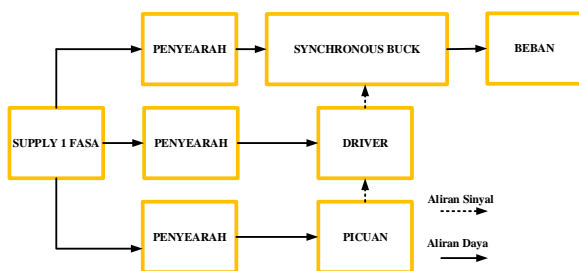 PENYEARAH
SYNCHRONOUS BUCK
BEBAN
SUPPLY 1 FASA
PENYEARAH
DRIVER
PENYEARAH
PICUAN
Aliran Sinyal
Aliran Daya